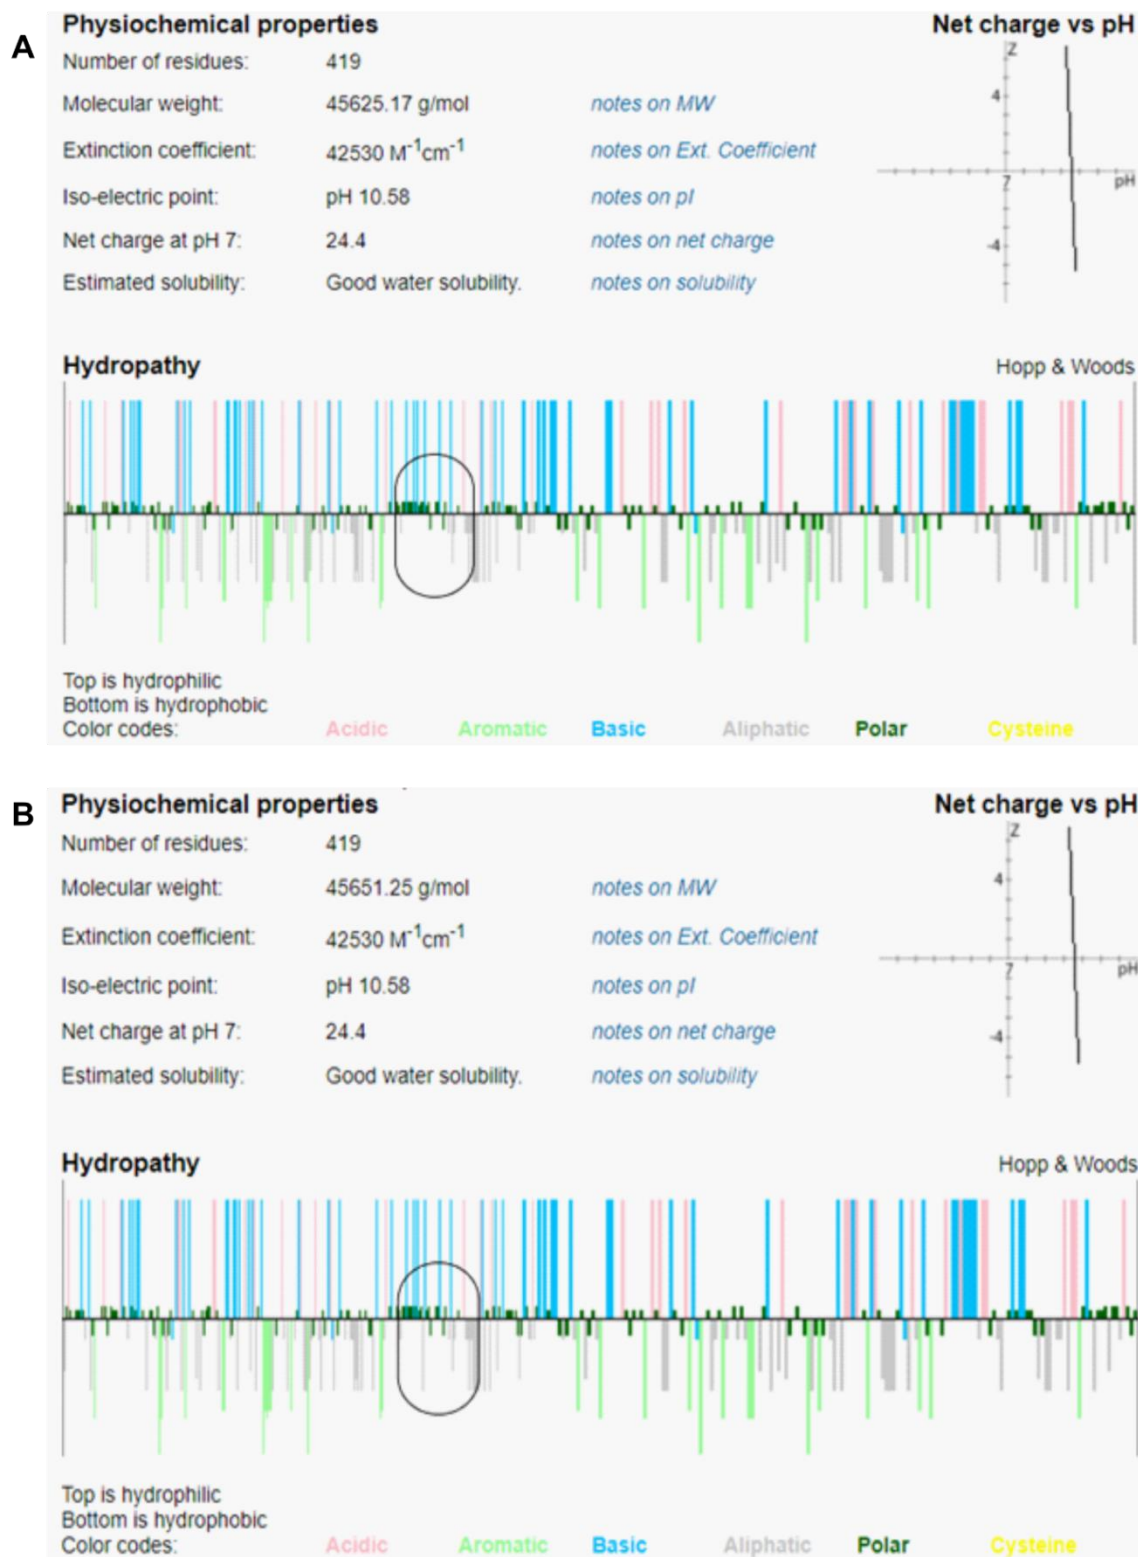 A
Physiochemical properties
Net charge vs pH
Number of residues: 419
Molecular weight: 45625.17 g/mol notes on MW
Extinction coefficient: 42530 M⁻¹cm⁻¹ notes on Ext. Coefficient
Iso-electric point: pH 10.58 notes on pI
Net charge at pH 7: 24.4 notes on net charge
Estimated solubility: Good water solubility. notes on solubility
Z
4
7
pH
-4
Hydropathy
Hopp & Woods
Top is hydrophilic
Bottom is hydrophobic
Color codes: Acidic Aromatic Basic Aliphatic Polar Cysteine
B
Physiochemical properties
Net charge vs pH
Number of residues: 419
Molecular weight: 45651.25 g/mol notes on MW
Extinction coefficient: 42530 M⁻¹cm⁻¹ notes on Ext. Coefficient
Iso-electric point: pH 10.58 notes on pI
Net charge at pH 7: 24.4 notes on net charge
Estimated solubility: Good water solubility. notes on solubility
Z
4
7
pH
-4
Hydropathy
Hopp & Woods
Top is hydrophilic
Bottom is hydrophobic
Color codes: Acidic Aromatic Basic Aliphatic Polar Cysteine